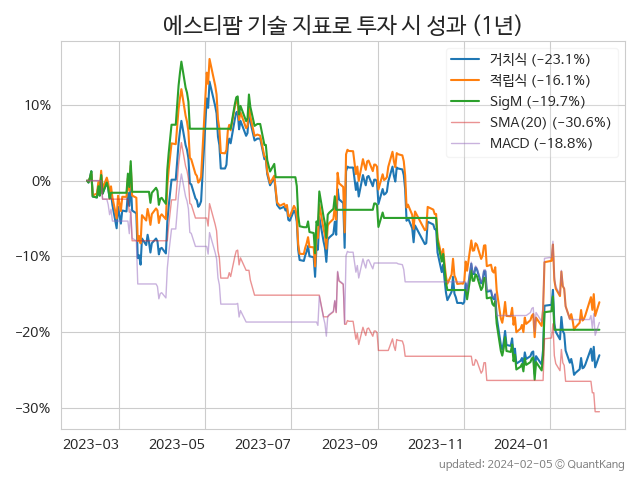 에스티팜 기술 지표로 투자 시 성과 (1년)
거치식 (−23.1%)
적립식 (−16.1%)
SigM (−19.7%)
SMA(20) (−30.6%)
MACD (−18.8%)
10%
0%
−10%
−20%
−30%
2023-03 2023-05 2023-07 2023-09 2023-11 2024-01
updated: 2024-02-05 © QuantKang